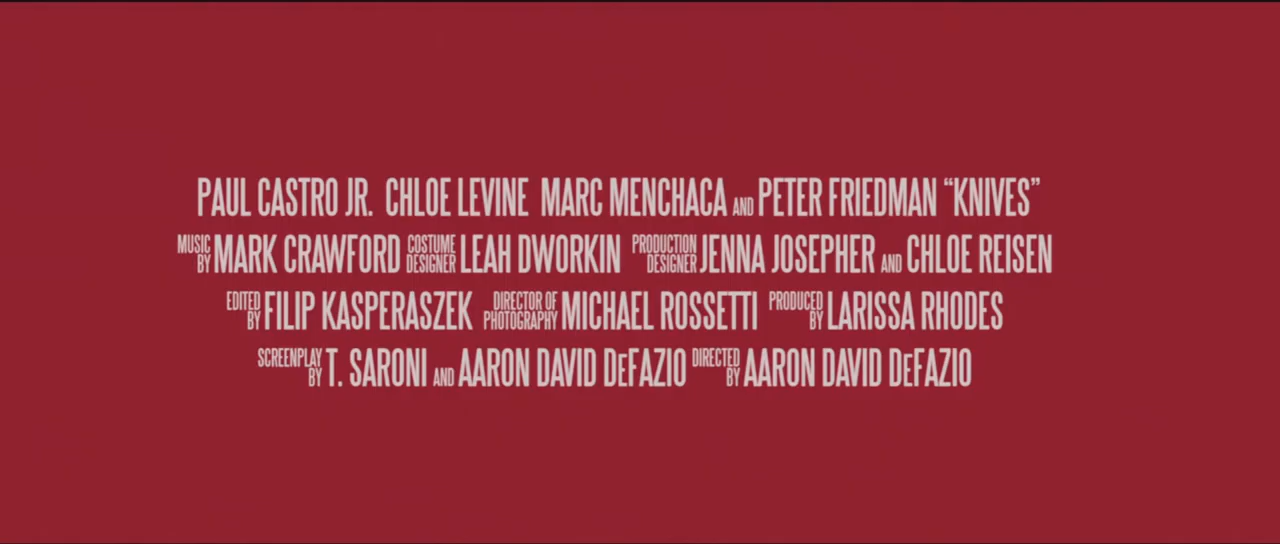 PAUL CASTRO JR. CHLOE LEVINE MARC MENCHACA AND PETER FRIEDMAN “KNIVES”
MUSIC BY MARK CRAWFORD COSTUME DESIGNER LEAH DWORKIN PRODUCTION DESIGNER JENNA JOSEPHER AND CHLOE REISEN
EDITED BY FILIP KASPERASZEK DIRECTOR OF PHOTOGRAPHY MICHAEL ROSSETTI PRODUCED BY LARISSA RHODES
SCREENPLAY BY T. SARONI AND AARON DAVID DeFAZIO DIRECTED BY AARON DAVID DeFAZIO